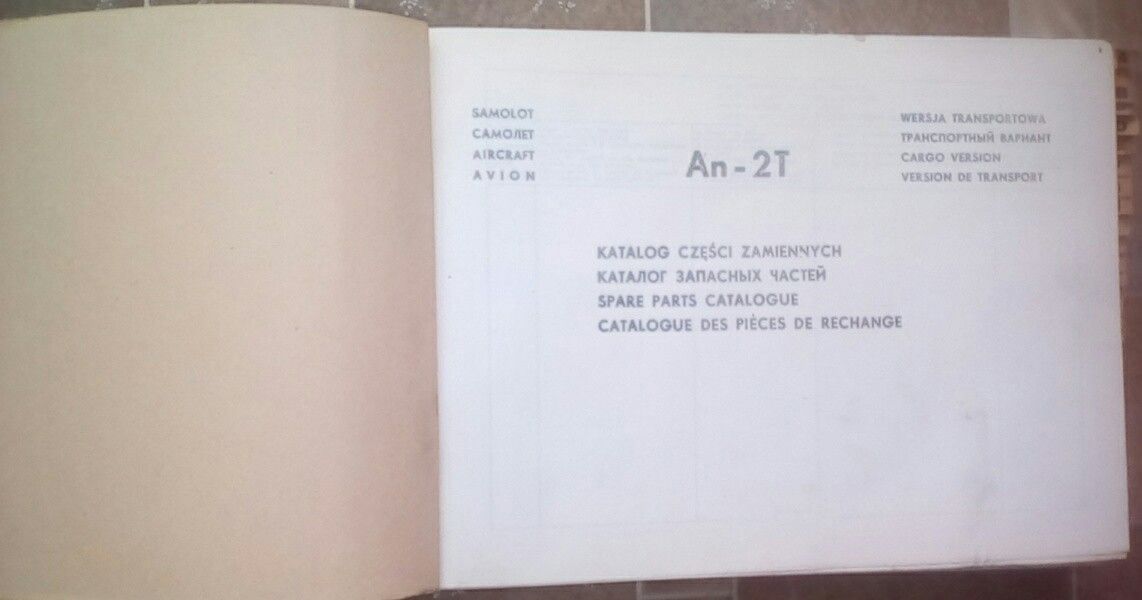 SAMOLOT
САМОЛЕТ
AIRCRAFT
AVION
An-2T
WERSJA TRANSPORTOWA
ТРАНСПОРТНЫЙ ВАРИАНТ
CARGO VERSION
VERSION DE TRANSPORT
KATALOG CZĘŚCI ZAMIENNYCH
КАТАЛОГ ЗАПАСНЫХ ЧАСТЕЙ
SPARE PARTS CATALOGUE
CATALOGUE DES PIÈCES DE RECHANGE